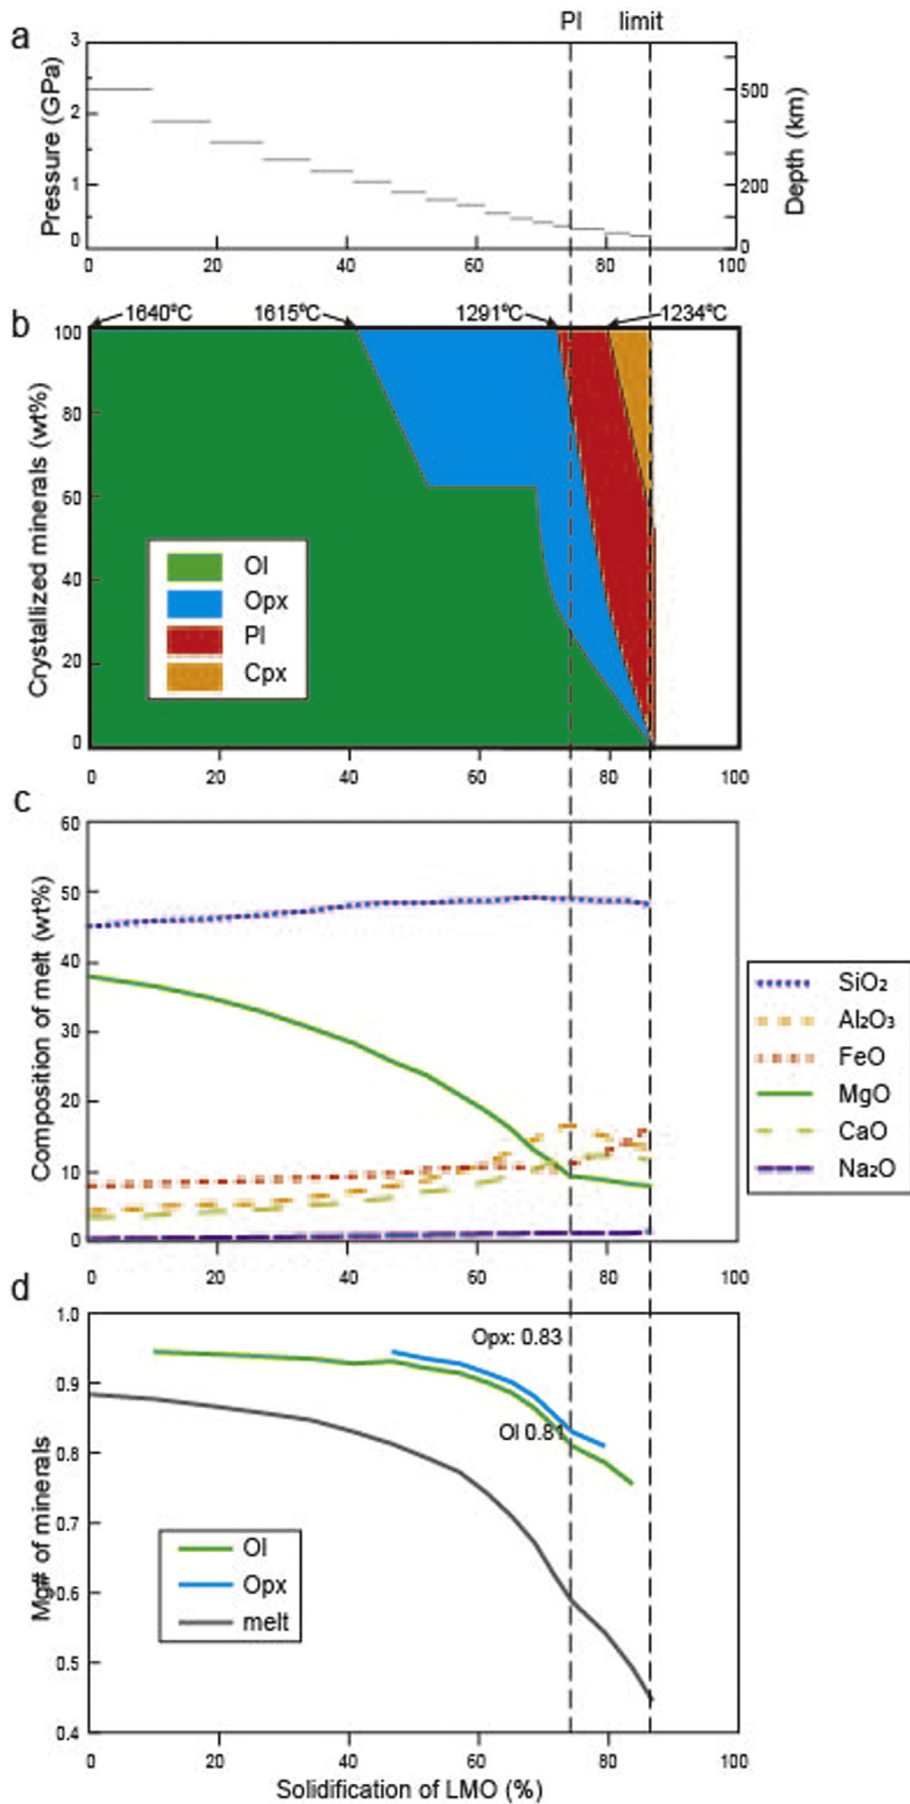 Pl limit
a
3
2
1
0
Pressure (GPa)
500
200
0
Depth (km)
0 20 40 60 80 100
1640ºC 1615ºC 1291ºC 1234ºC
b
100
80
60
40
20
0
Crystallized minerals (wt%)
Ol
Opx
Pl
Cpx
0 20 40 60 80 100
c
60
50
40
30
20
10
0
Composition of melt (wt%)
SiO₂
Al₂O₃
FeO
MgO
CaO
Na₂O
0 20 40 60 80 100
d
1.0
0.9
0.8
0.7
0.6
0.5
0.4
Mg# of minerals
Opx: 0.83
Ol 0.81
Ol
Opx
melt
0 20 40 60 80 100
Solidification of LMO (%)